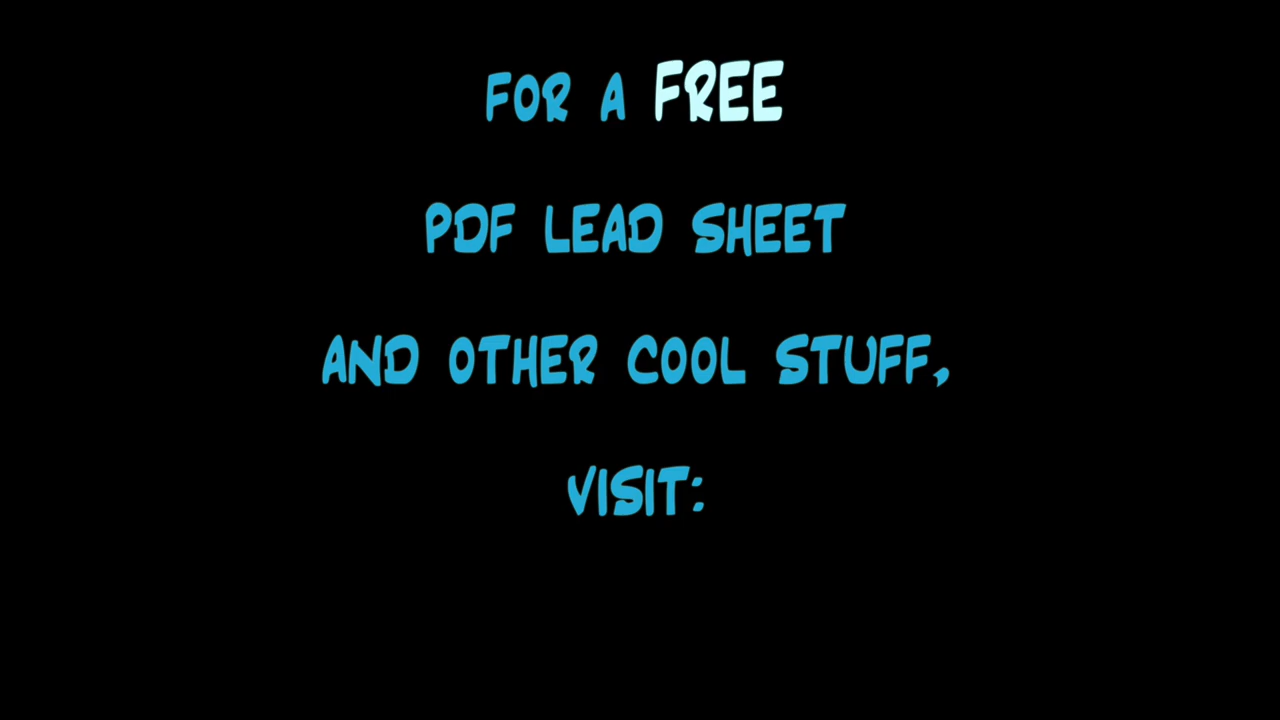 FOR A FREE
PDF LEAD SHEET
AND OTHER COOL STUFF,
VISIT: